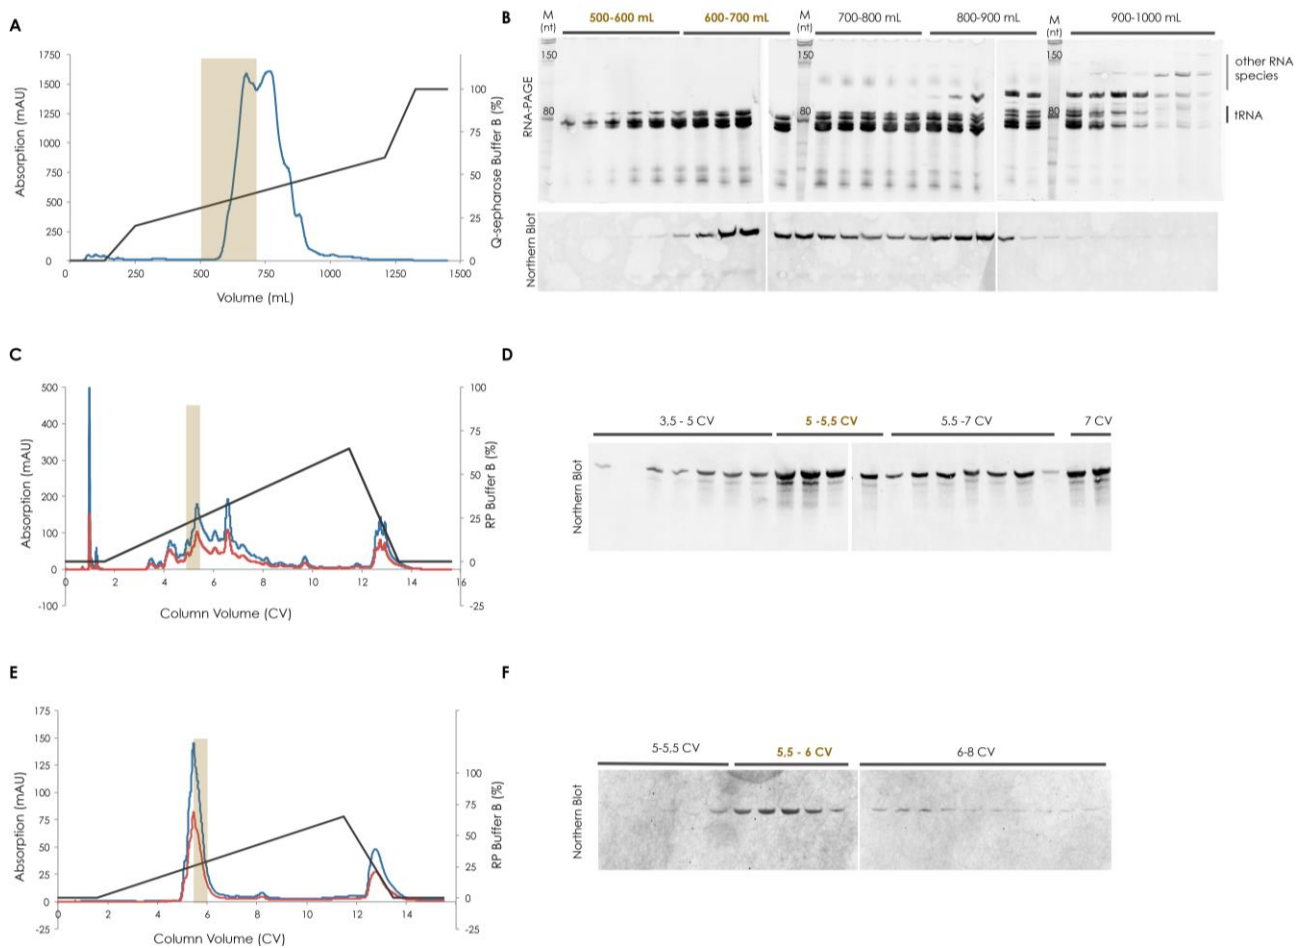 A
1750
1500
1250
1000
750
500
250
0
Absorption (mAU)
100
75
50
25
0
Q-sepharose Buffer B (%)
0
500
750
1250
1500
Volume (mL)
B
M
(nt)
500-600 mL
600-700 mL
700-800 mL
800-900 mL
M
(nt)
900-1000 mL
RNA-PAGE
150
80
150
80
150
80
other RNA
species
tRNA
Northern Blot
C
500
400
300
200
100
0
-100
Absorption (mAU)
100
75
50
25
0
-25
RP Buffer B (%)
0
2
4
6
8
10
12
14
16
Column Volume (CV)
D
3,5 - 5 CV
5 -5,5 CV
5.5 -7 CV
7 CV
Northern Blot
E
175
150
125
100
75
50
25
0
-25
Absorption (mAU)
100
75
50
25
0
-25
RP Buffer B (%)
0
2
4
6
8
10
12
14
Column Volume (CV)
F
5-5,5 CV
5,5 - 6 CV
6-8 CV
Northern Blot